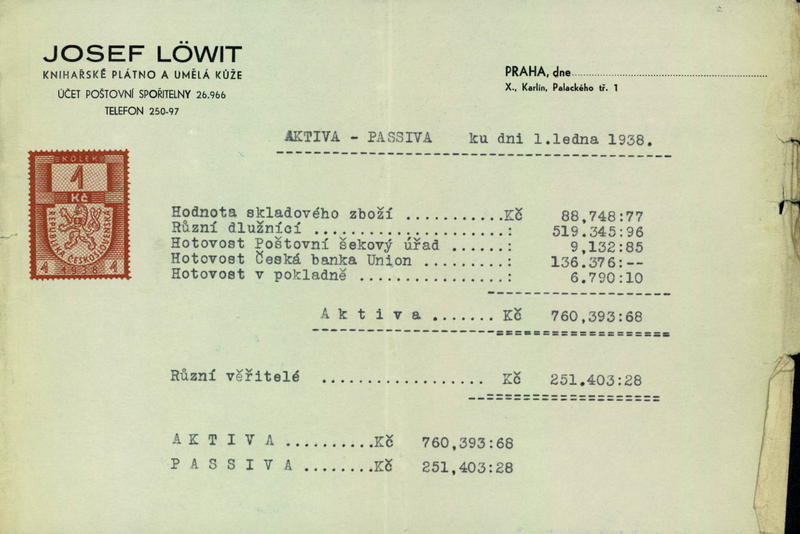 JOSEF LÖWIT
KNIHAŘSKÉ PLÁTNO A UMĚLÁ KŮŽE
ÚČET POŠTOVNÍ SPOŘITELNY 26.966
TELEFON 250-97
PRAHA, dne
X., Karlín, Palackého tř. 1
AKTIVA - PASSIVA ku dni 1.ledna 1938.
KOLEK
1
Kč
REPUBLIKA ČESKOSLOVENSKÁ
1 1938 1
Hodnota skladového zboží ...........Kč 88,748:77
Různí dlužníci ....................: 519.345:96
Hotovost Poštovní šekový úřad ......: 9,132:85
Hotovost Česká banka Union .........: 136.376:--
Hotovost v pokladně ................: 6.790:10
A k t i v a ....... Kč 760,393:68
Různí věřitelé ................. Kč 251.403:28
A K T I V A ..........Kč 760,393:68
P A S S I V A ........Kč 251,403:28